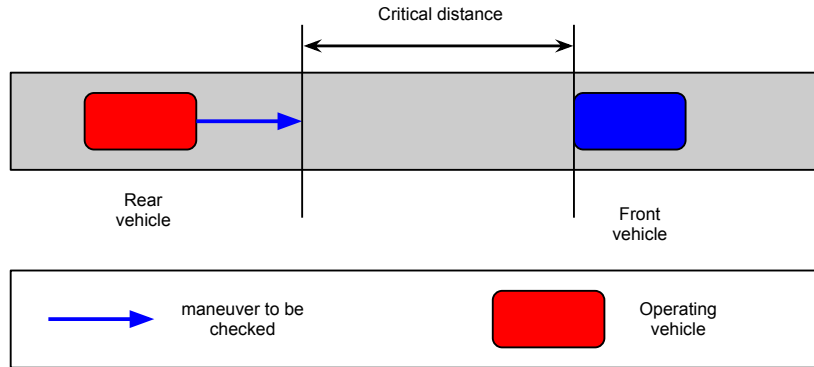 Critical distance
Rear
vehicle
Front
vehicle
maneuver to be
checked
Operating
vehicle